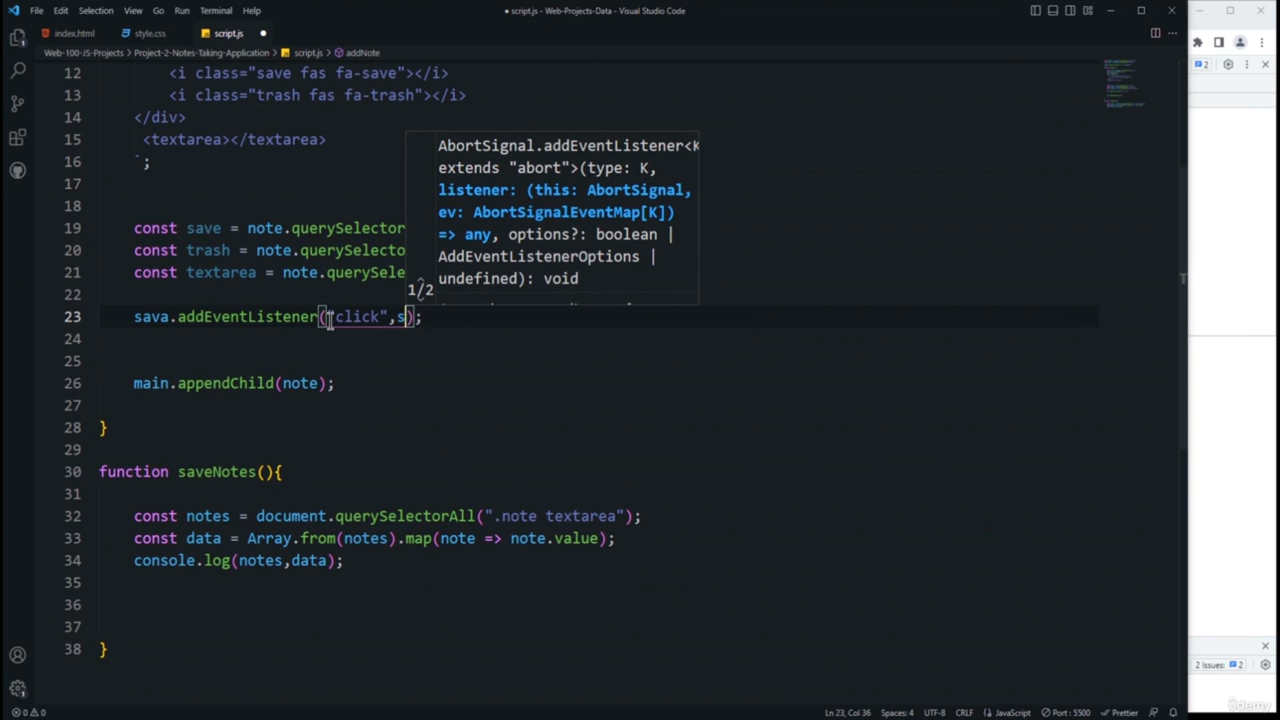 File Edit Selection View Go Run Terminal Help
● script.js - Web-Projects-Data - Visual Studio Code
index.html style.css script.js ●
Web-100-JS-Projects > Project-2-Notes-Taking-Application > script.js > addNote
12 <i class="save fas fa-save"></i>
13 <i class="trash fas fa-trash"></i>
14 </div>
15 <textarea></textarea>
16 `;
17
18
19 const save = note.querySelector
20 const trash = note.querySelecto
21 const textarea = note.querySele
22
23 sava.addEventListener("click",s);
24
25
26 main.appendChild(note);
27
28 }
29
30 function saveNotes(){
31
32 const notes = document.querySelectorAll(".note textarea");
33 const data = Array.from(notes).map(note => note.value);
34 console.log(notes,data);
35
36
37
38 }
AbortSignal.addEventListener<K
extends "abort">(type: K,
listener: (this: AbortSignal,
ev: AbortSignalEventMap[K])
=> any, options?: boolean |
AddEventListenerOptions |
undefined): void
1/2
2
2 Issues: 2
0 0
Ln 23, Col 36 Spaces: 4 UTF-8 CRLF {} JavaScript Port : 5500 Prettier
ûdemy